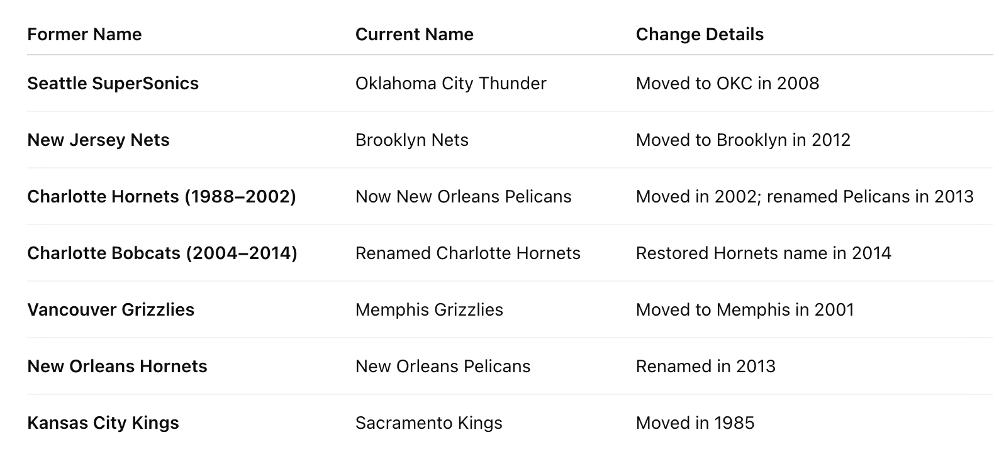 Former Name Current Name Change Details
Seattle SuperSonics Oklahoma City Thunder Moved to OKC in 2008
New Jersey Nets Brooklyn Nets Moved to Brooklyn in 2012
Charlotte Hornets (1988–2002) Now New Orleans Pelicans Moved in 2002; renamed Pelicans in 2013
Charlotte Bobcats (2004–2014) Renamed Charlotte Hornets Restored Hornets name in 2014
Vancouver Grizzlies Memphis Grizzlies Moved to Memphis in 2001
New Orleans Hornets New Orleans Pelicans Renamed in 2013
Kansas City Kings Sacramento Kings Moved in 1985